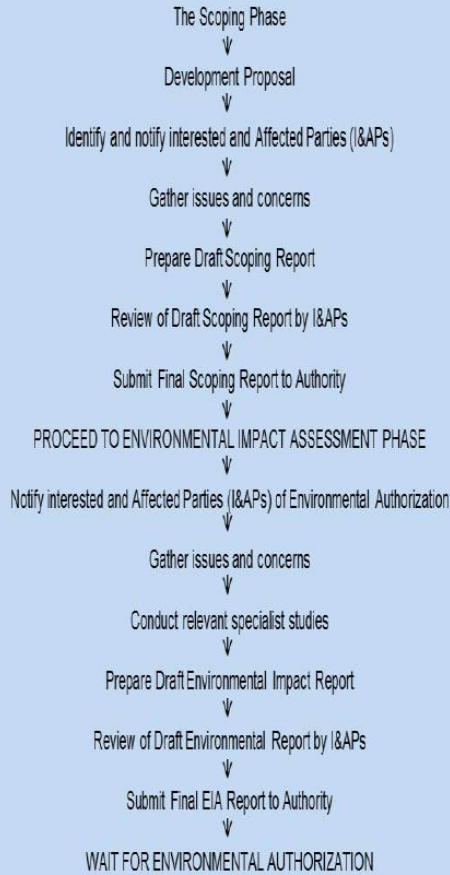 The Scoping Phase
Development Proposal
Identify and notify interested and Affected Parties (I&APs)
Gather issues and concerns
Prepare Draft Scoping Report
Review of Draft Scoping Report by I&APs
Submit Final Scoping Report to Authority
PROCEED TO ENVIRONMENTAL IMPACT ASSESSMENT PHASE
Notify interested and Affected Parties (I&APs) of Environmental Authorization
Gather issues and concerns
Conduct relevant specialist studies
Prepare Draft Environmental Impact Report
Review of Draft Environmental Report by I&APs
Submit Final EIA Report to Authority
WAIT FOR ENVIRONMENTAL AUTHORIZATION